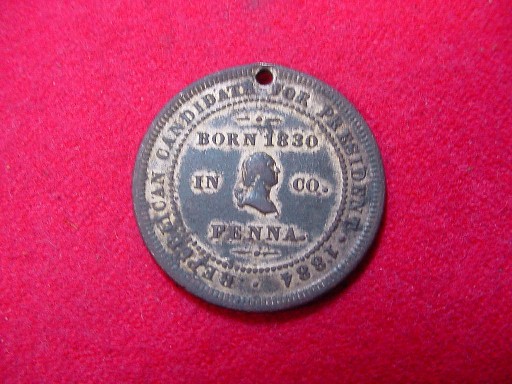 REPUBLICAN CANDIDATE FOR PRESIDENT · 1884 ·
BORN 1830
IN CO.
PENNA.